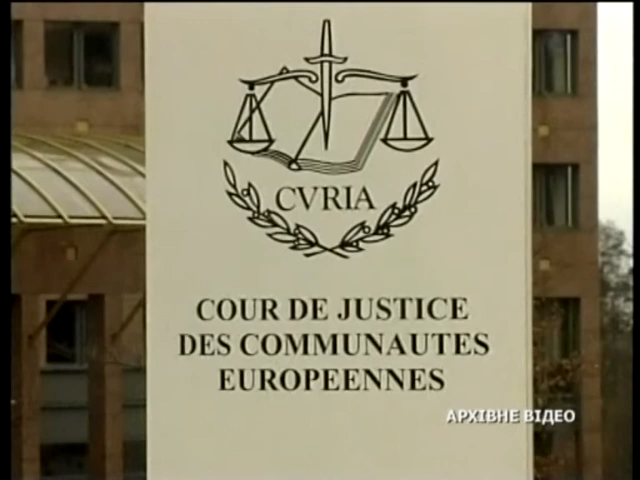 CVRIA
COUR DE JUSTICE
DES COMMUNAUTES
EUROPEENNES
АРХІВНЕ ВІДЕО